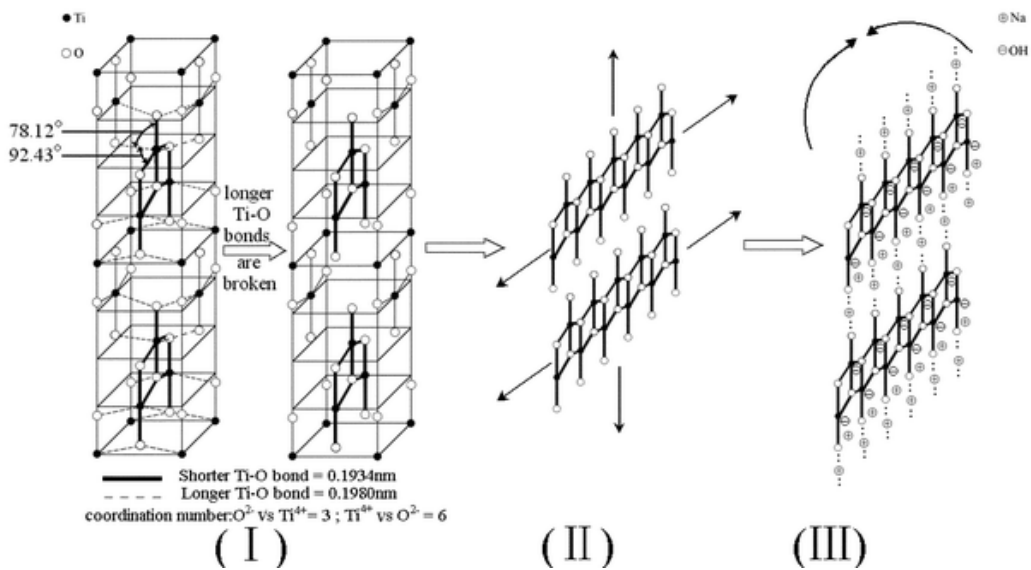 Ti
O
78.12°
92.43°
longer
Ti-O
bonds
are
broken
Na
OH
Shorter Ti-O bond = 0.1934nm
Longer Ti-O bond = 0.1980nm
coordination number:O²⁻ vs Ti⁴⁺ = 3 ; Ti⁴⁺ vs O²⁻ = 6
(I)
(II)
(III)